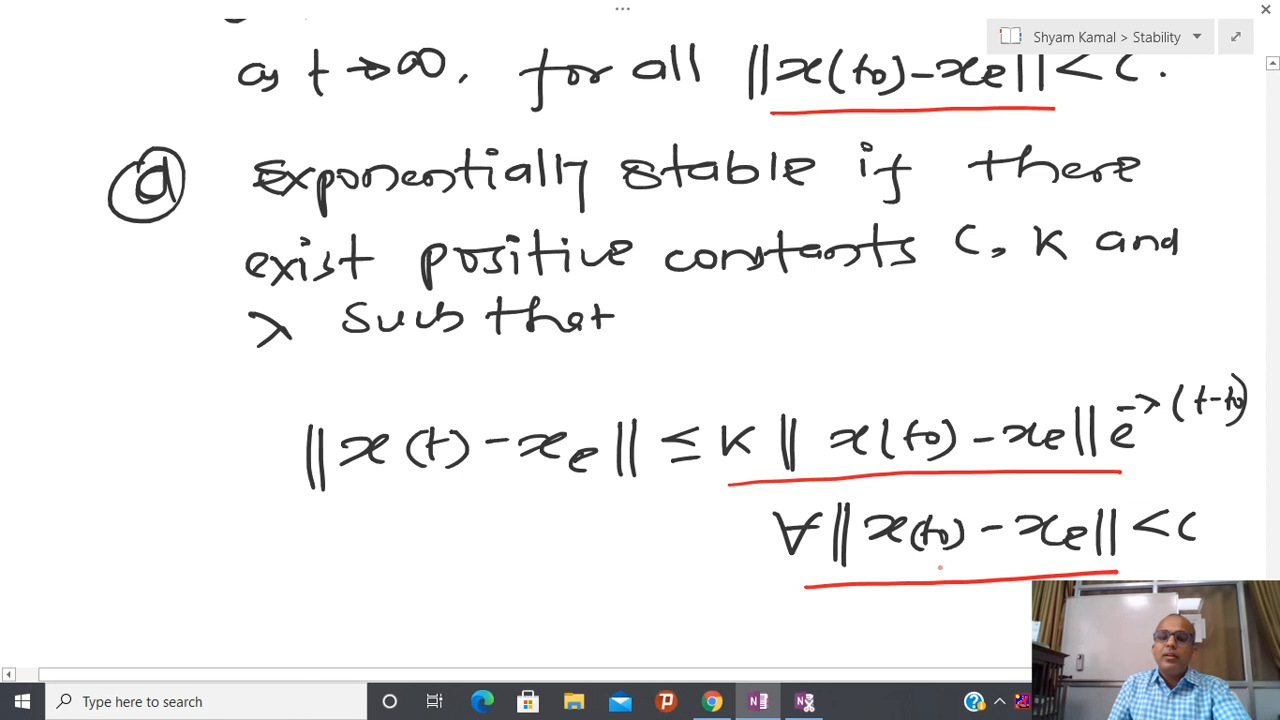 Shyam Kamal > Stability
as t → ∞, for all ||x(t0) - xe|| < C.
(d) Exponentially stable if there
exist positive constants C, K and
λ such that
||x(t) - xe|| ≤ K || x(t0) - xe|| e^-λ(t-t0)
∀ ||x(t0) - xe|| < C
Type here to search